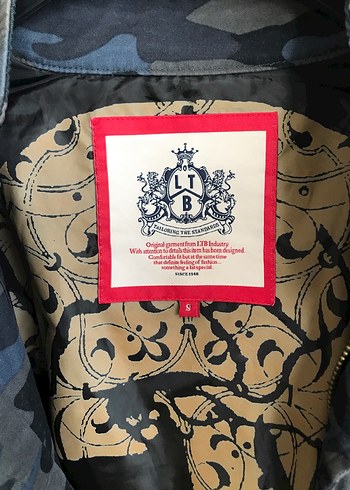 LT
B
TAILORING THE STANDARDS
Original garment from LTB Industry.
With attention to details this item has been designed.
Comfortable fit but at the same time
that definite feeling of fashion -
something a bit special.
SINCE 1948
S